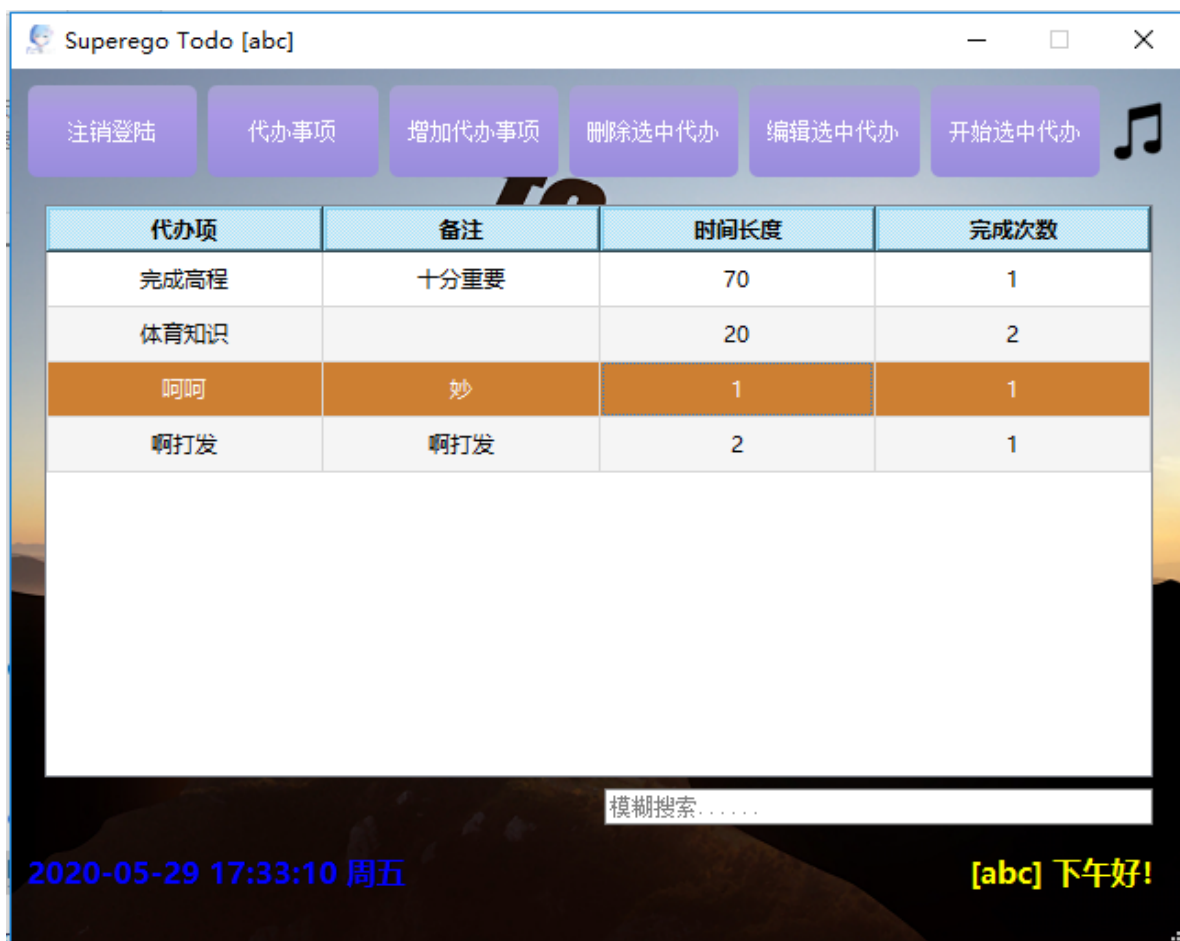 Superego Todo [abc]
注销登陆 代办事项 增加代办事项 删除选中代办 编辑选中代办 开始选中代办
代办项 备注 时间长度 完成次数
完成高程 十分重要 70 1
体育知识 20 2
呵呵 妙 1 1
啊打发 啊打发 2 1
模糊搜索......
2020-05-29 17:33:10 周五 [abc] 下午好!